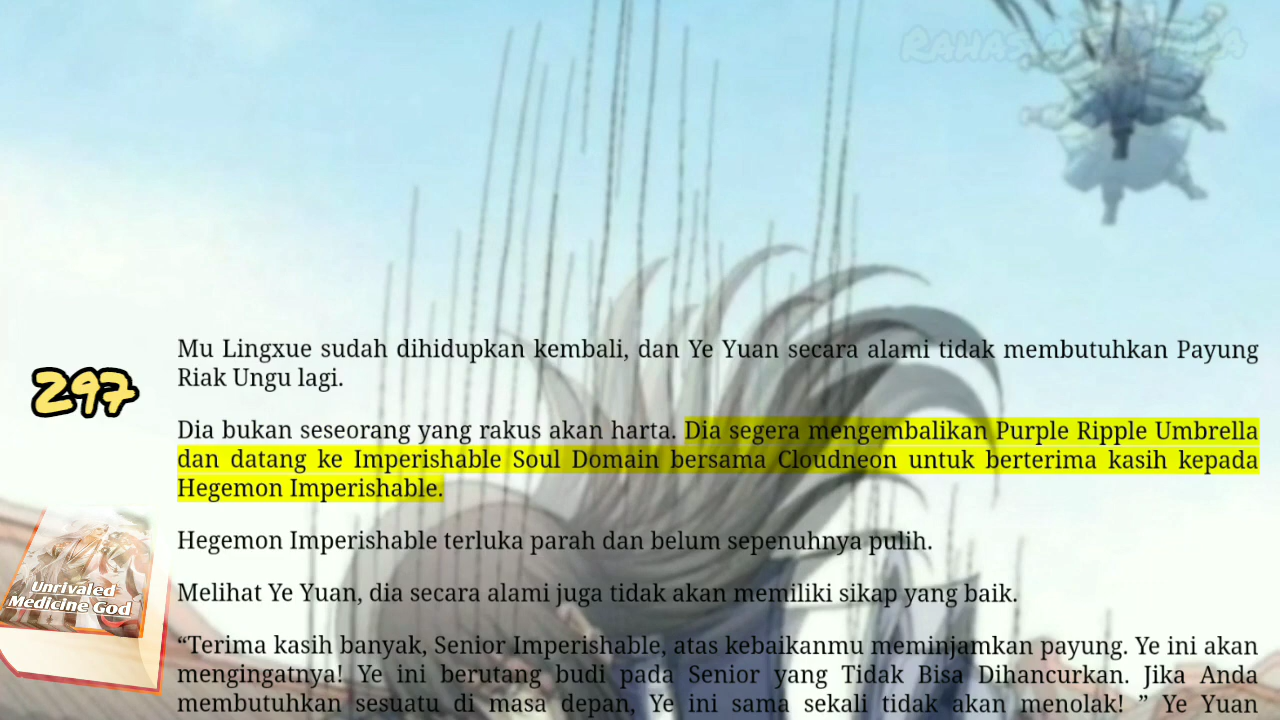 Mu Lingxue sudah dihidupkan kembali, dan Ye Yuan secara alami tidak membutuhkan Payung
Riak Ungu lagi.
297
Dia bukan seseorang yang rakus akan harta. Dia segera mengembalikan Purple Ripple Umbrella
dan datang ke Imperishable Soul Domain bersama Cloudneon untuk berterima kasih kepada
Hegemon Imperishable.
Hegemon Imperishable terluka parah dan belum sepenuhnya pulih.
Melihat Ye Yuan, dia secara alami juga tidak akan memiliki sikap yang baik.
Unrivaled
Medicine God
“Terima kasih banyak, Senior Imperishable, atas kebaikanmu meminjamkan payung. Ye ini akan
mengingatnya! Ye ini berutang budi pada Senior yang Tidak Bisa Dihancurkan. Jika Anda
membutuhkan sesuatu di masa depan, Ye ini sama sekali tidak akan menolak! ” Ye Yuan